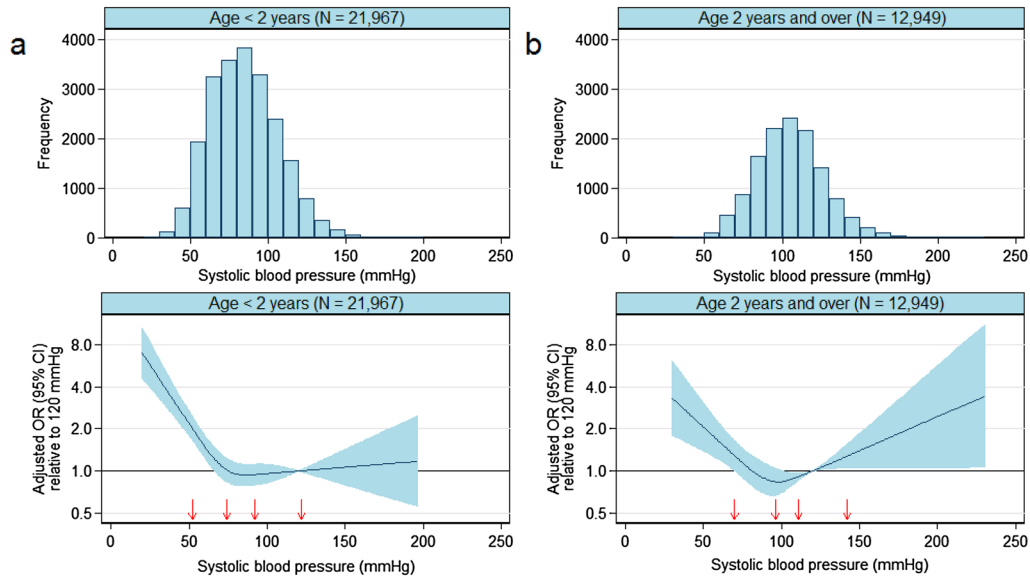 a
Age < 2 years (N = 21,967)
4000
3000
2000
1000
0
Frequency
0 50 100 150 200 250
Systolic blood pressure (mmHg)
b
Age 2 years and over (N = 12,949)
4000
3000
2000
1000
0
Frequency
0 50 100 150 200 250
Systolic blood pressure (mmHg)
Age < 2 years (N = 21,967)
8.0
4.0
2.0
1.0
0.5
Adjusted OR (95% CI)
relative to 120 mmHg
0 50 100 150 200 250
Systolic blood pressure (mmHg)
Age 2 years and over (N = 12,949)
8.0
4.0
2.0
1.0
0.5
Adjusted OR (95% CI)
relative to 120 mmHg
0 50 100 150 200 250
Systolic blood pressure (mmHg)